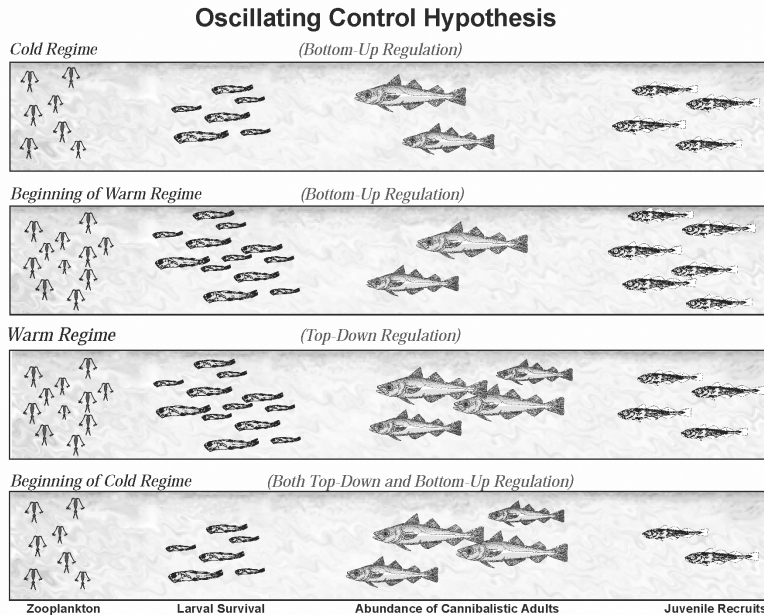 Oscillating Control Hypothesis
Cold Regime (Bottom-Up Regulation)
Beginning of Warm Regime (Bottom-Up Regulation)
Warm Regime (Top-Down Regulation)
Beginning of Cold Regime (Both Top-Down and Bottom-Up Regulation)
Zooplankton Larval Survival Abundance of Cannibalistic Adults Juvenile Recruits